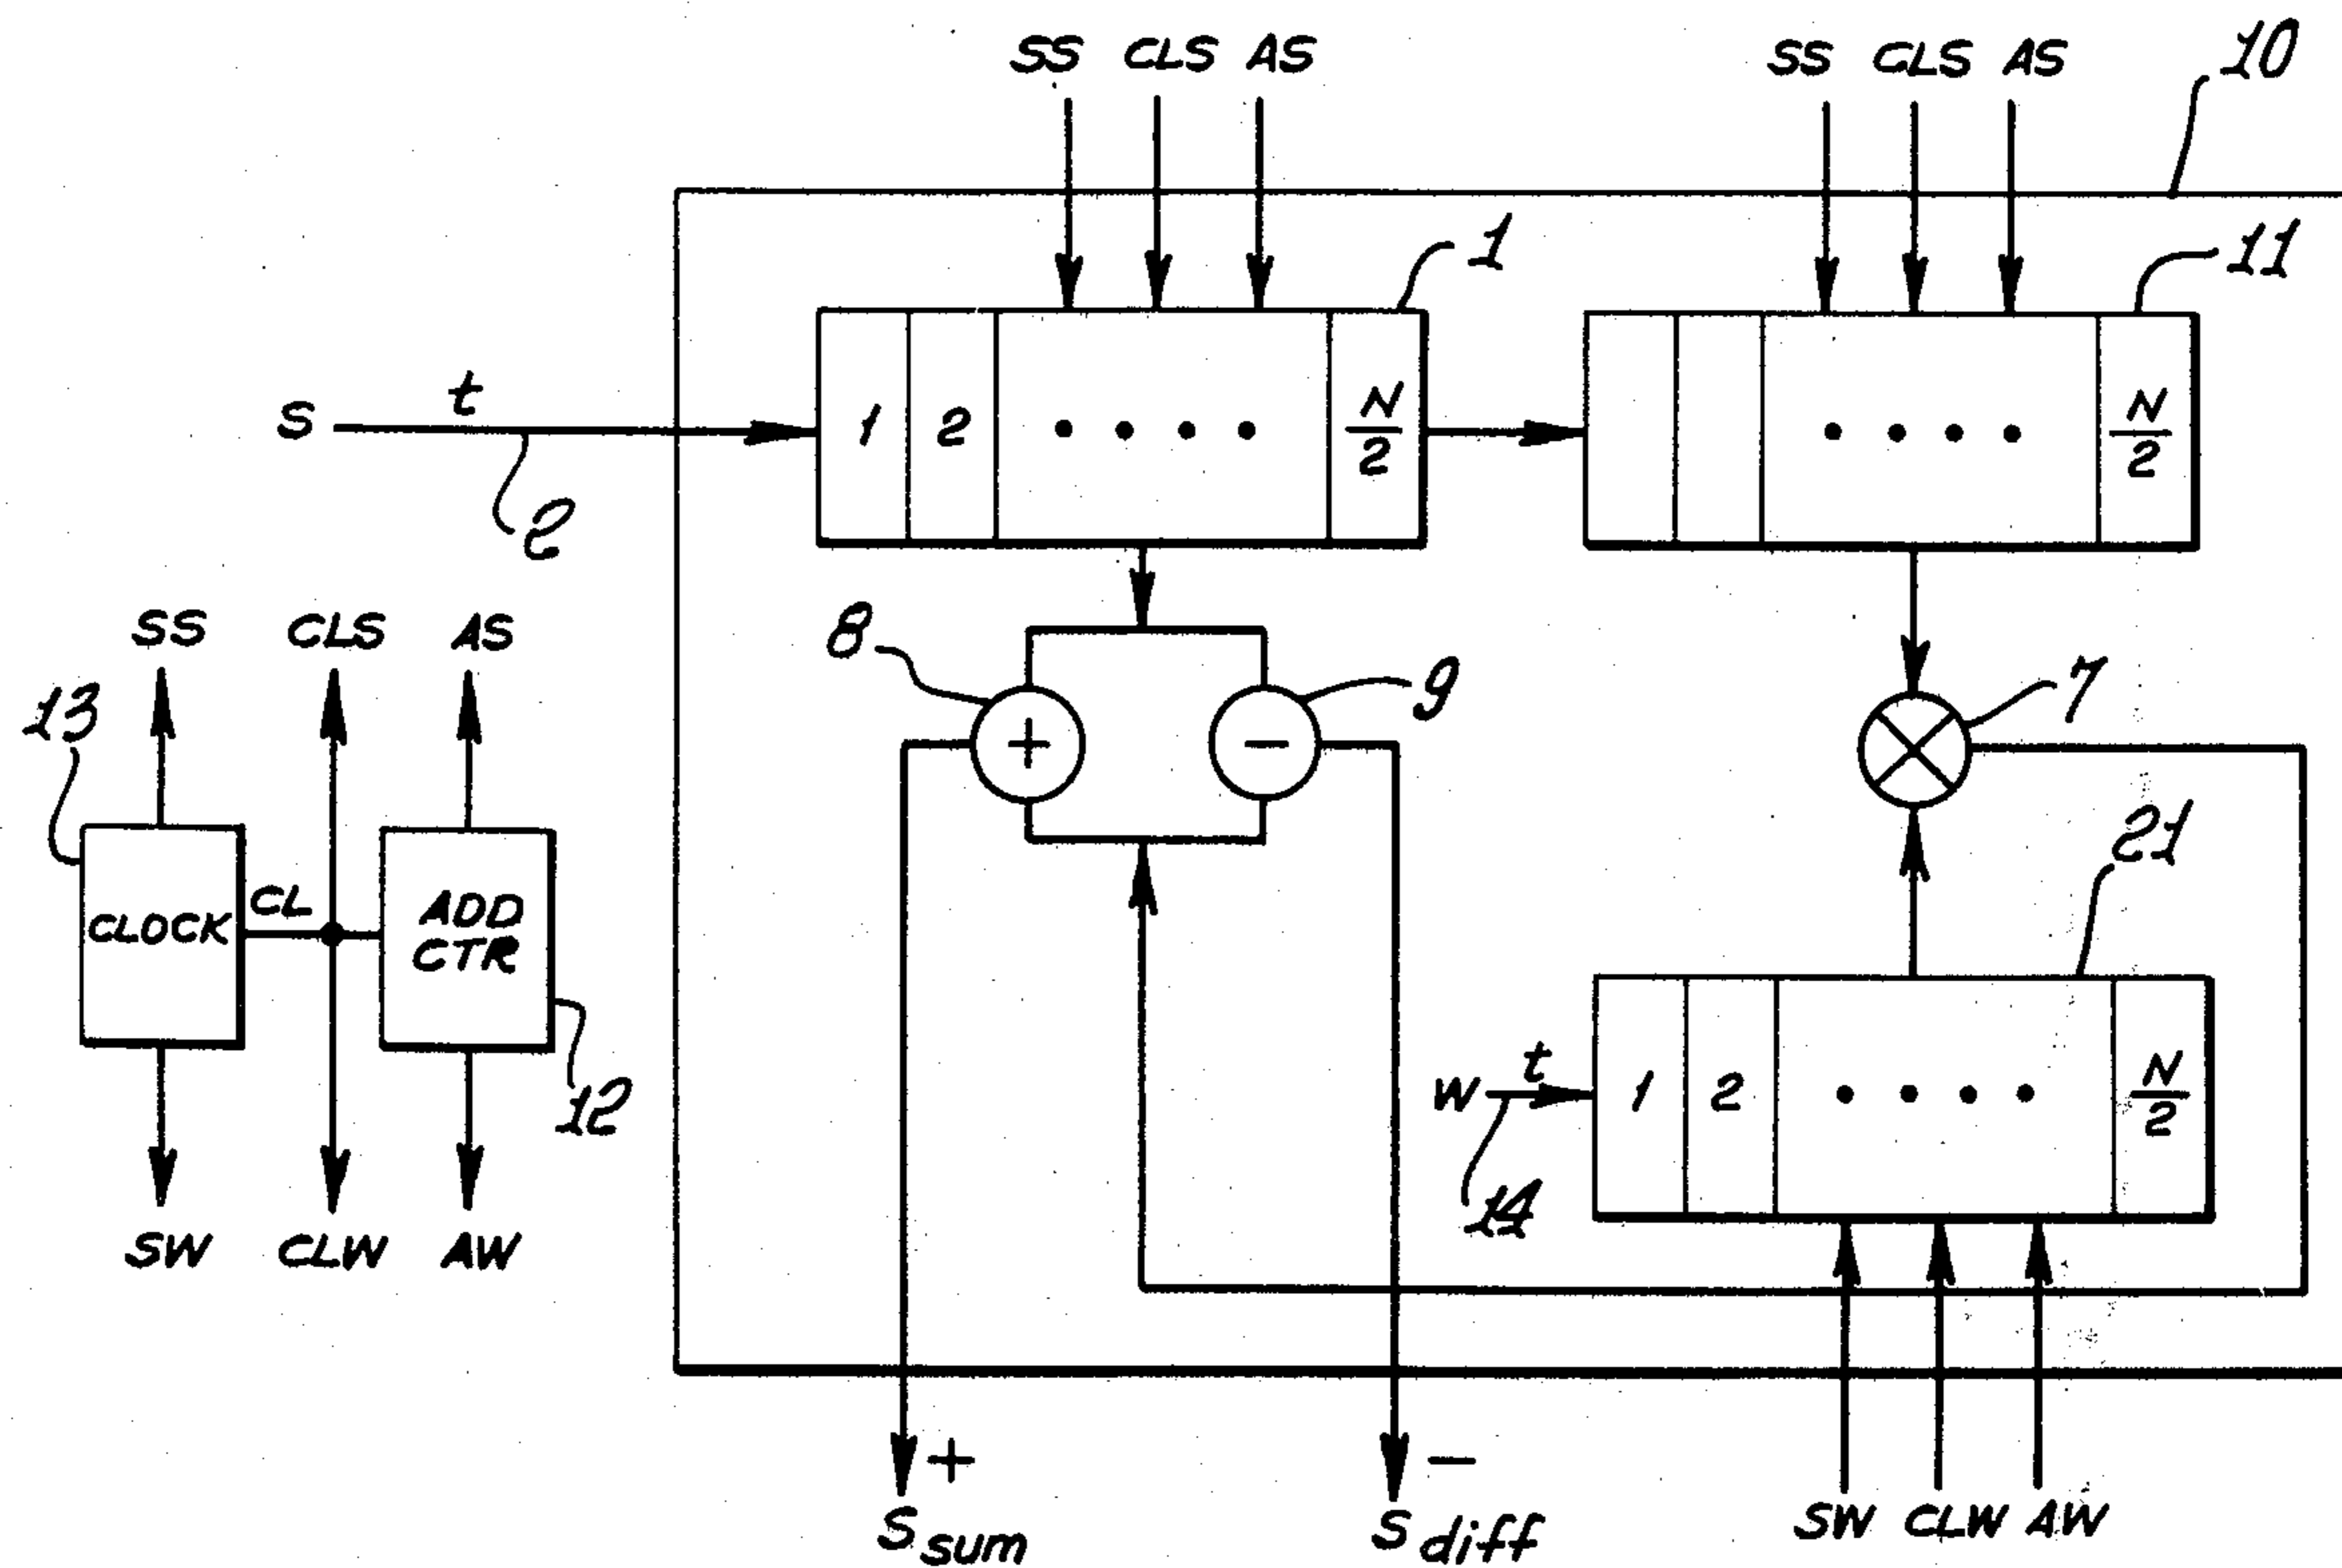 SS CLS AS
SS CLS AS
10
1
11
S t
2
1 2 • • • • N/2
• • • • N/2
SS CLS AS
8
+
−
9
7
13
CLOCK
CL
ADD
CTR
12
21
W t
14
1 2 • • • • N/2
SW CLW AW
+
−
S sum
S diff
SW CLW AW